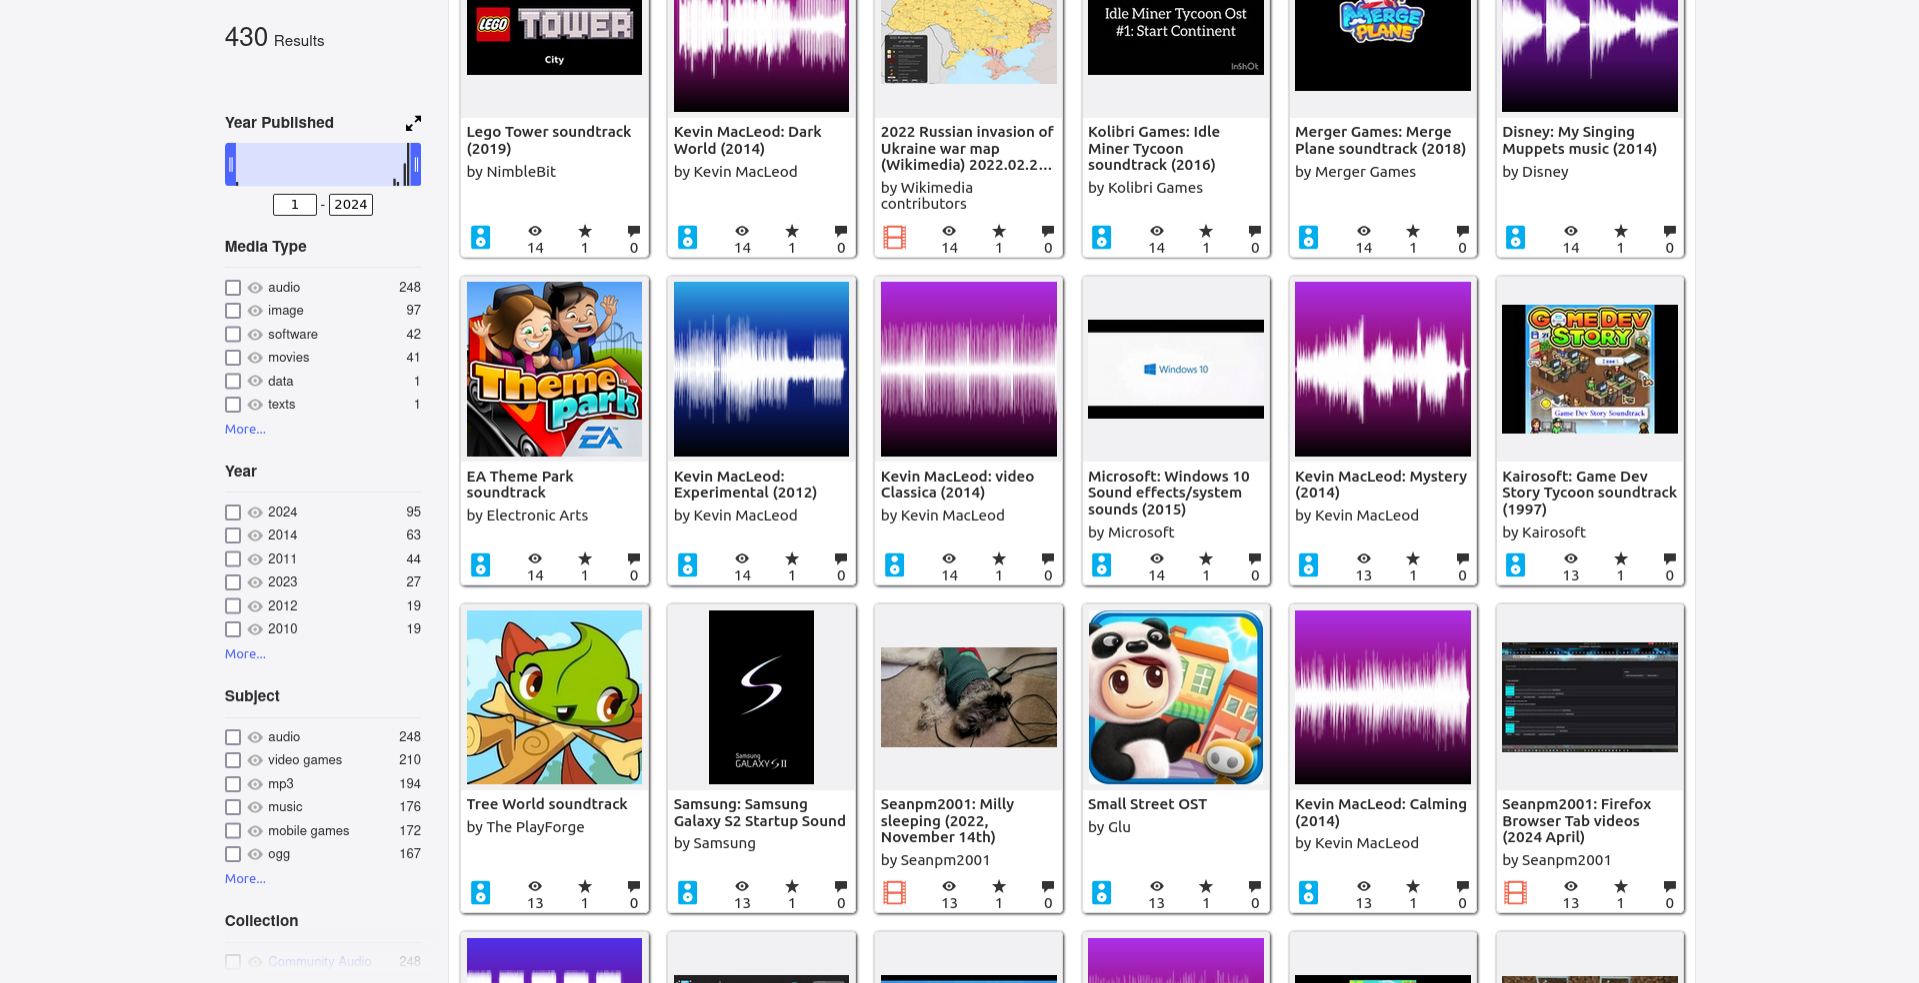 430 Results
Year Published
1 - 2024
Media Type
audio 248
image 97
software 42
movies 41
data 1
texts 1
More...
Year
2024 95
2014 63
2011 44
2023 27
2012 19
2010 19
More...
Subject
audio 248
video games 210
mp3 194
music 176
mobile games 172
ogg 167
More...
Collection
Community Audio 248
LEGO TOWER
City
Lego Tower soundtrack
(2019)
by NimbleBit
14 1 0
Kevin MacLeod: Dark
World (2014)
by Kevin MacLeod
14 1 0
2022 Russian invasion of
Ukraine war map
(Wikimedia) 2022.02.2...
by Wikimedia
contributors
14 1 0
Idle Miner Tycoon Ost
#1: Start Continent
InShOt
Kolibri Games: Idle
Miner Tycoon
soundtrack (2016)
by Kolibri Games
14 1 0
MERGE
PLANE
Merger Games: Merge
Plane soundtrack (2018)
by Merger Games
14 1 0
Disney: My Singing
Muppets music (2014)
by Disney
14 1 0
Theme
park
EA
EA Theme Park
soundtrack
by Electronic Arts
14 1 0
Kevin MacLeod:
Experimental (2012)
by Kevin MacLeod
14 1 0
Kevin MacLeod: video
Classica (2014)
by Kevin MacLeod
14 1 0
Windows 10
Microsoft: Windows 10
Sound effects/system
sounds (2015)
by Microsoft
14 1 0
Kevin MacLeod: Mystery
(2014)
by Kevin MacLeod
13 1 0
GAME DEV
STORY
Game Dev Story Soundtrack
Kairosoft: Game Dev
Story Tycoon soundtrack
(1997)
by Kairosoft
13 1 0
Tree World soundtrack
by The PlayForge
13 1 0
S
Samsung
GALAXY S II
Samsung: Samsung
Galaxy S2 Startup Sound
by Samsung
13 1 0
Seanpm2001: Milly
sleeping (2022,
November 14th)
by Seanpm2001
13 1 0
Small Street OST
by Glu
13 1 0
Kevin MacLeod: Calming
(2014)
by Kevin MacLeod
13 1 0
Seanpm2001: Firefox
Browser Tab videos
(2024 April)
by Seanpm2001
13 1 0